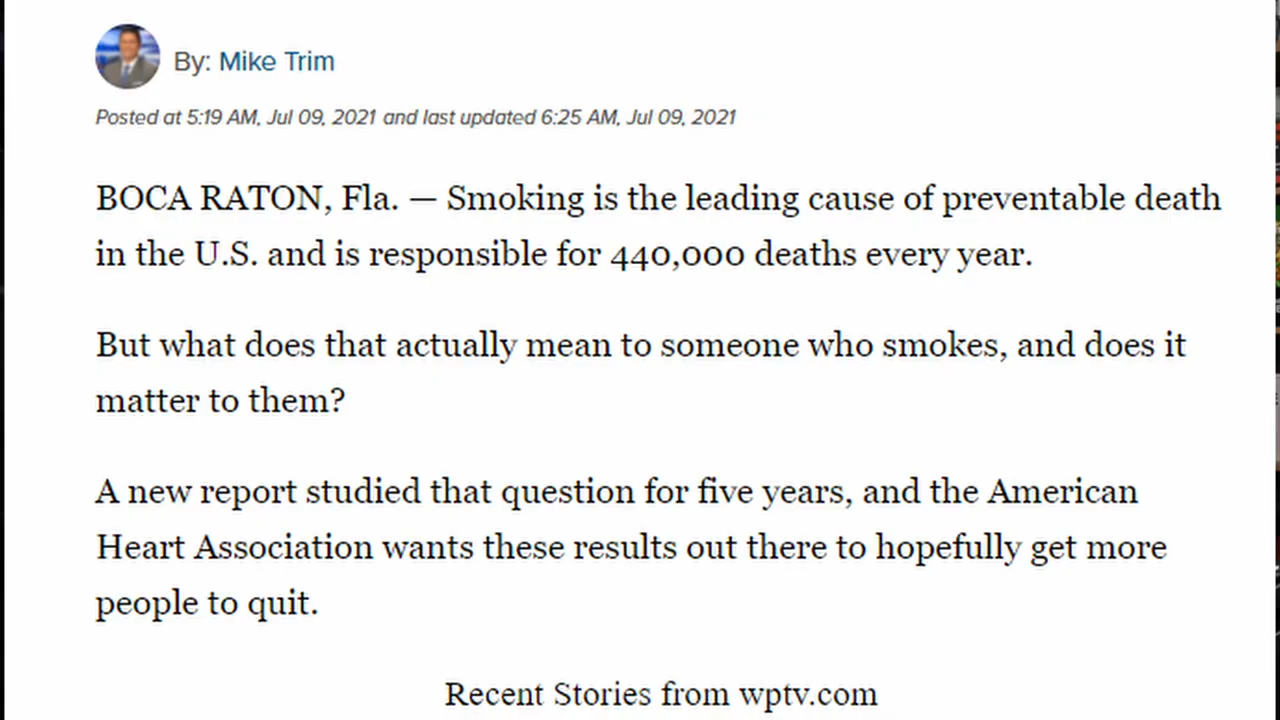 By: Mike Trim
Posted at 5:19 AM, Jul 09, 2021 and last updated 6:25 AM, Jul 09, 2021
BOCA RATON, Fla. — Smoking is the leading cause of preventable death
in the U.S. and is responsible for 440,000 deaths every year.
But what does that actually mean to someone who smokes, and does it
matter to them?
A new report studied that question for five years, and the American
Heart Association wants these results out there to hopefully get more
people to quit.
Recent Stories from wptv.com